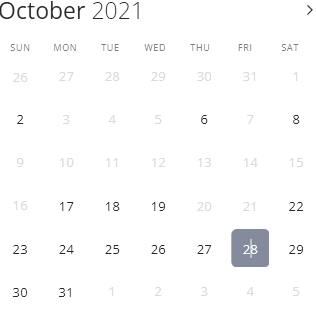 October 2021
SUN MON TUE WED THU FRI SAT
26 27 28 29 30 31 1
2 3 4 5 6 7 8
9 10 11 12 13 14 15
16 17 18 19 20 21 22
23 24 25 26 27 28 29
30 31 1 2 3 4 5